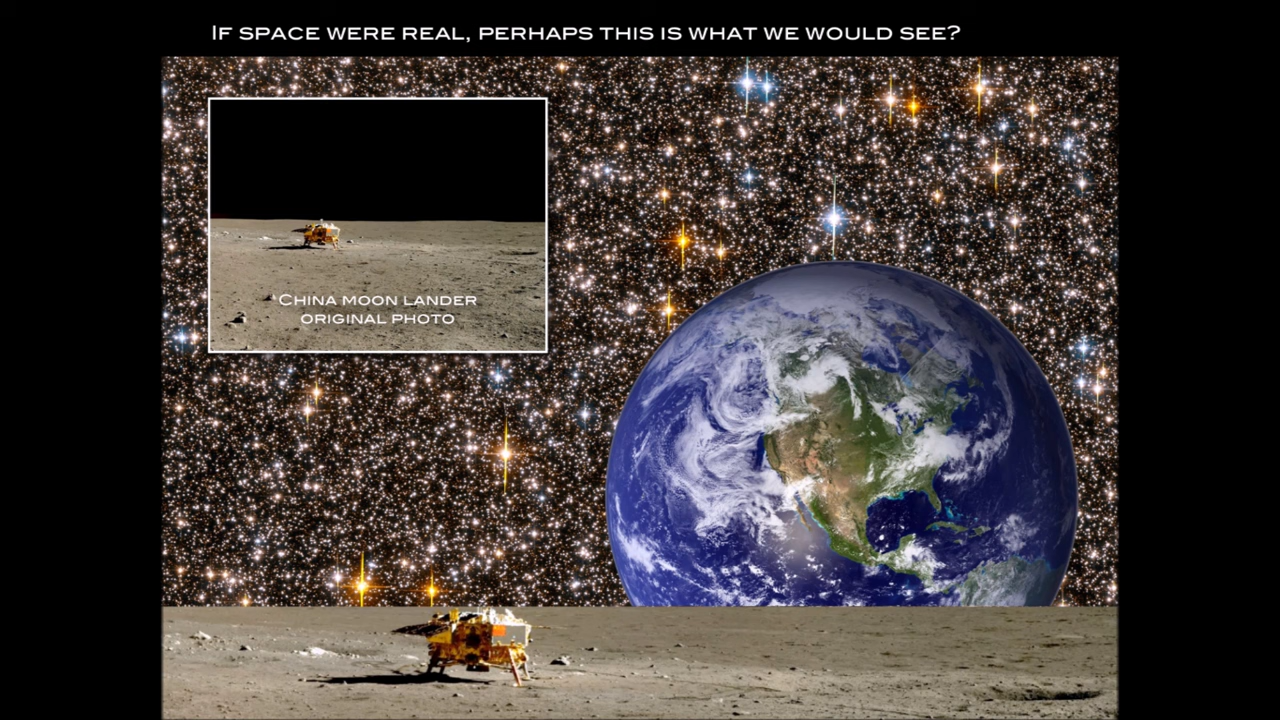 If space were real, perhaps this is what we would see?
China moon lander
original photo